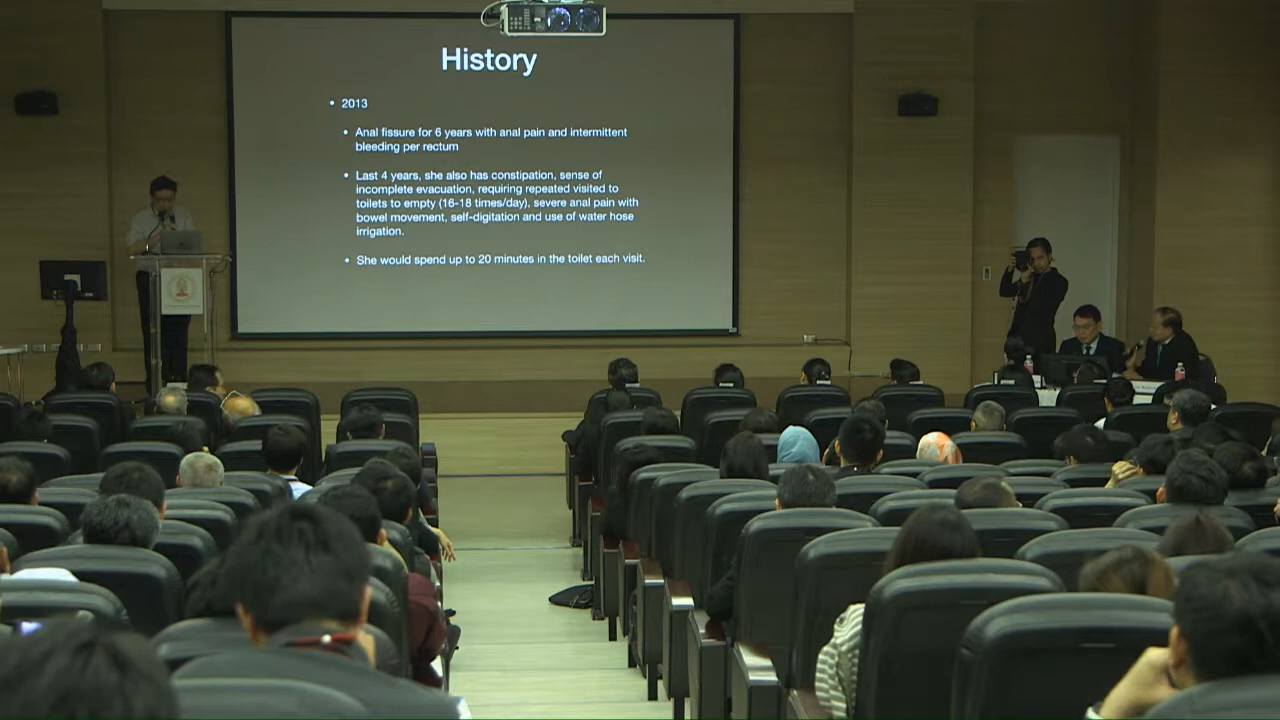 History
• 2013
• Anal fissure for 6 years with anal pain and intermittent
bleeding per rectum
• Last 4 years, she also has constipation, sense of
incomplete evacuation, requiring repeated visited to
toilets to empty (16-18 times/day), severe anal pain with
bowel movement, self-digitation and use of water hose
irrigation.
• She would spend up to 20 minutes in the toilet each visit.